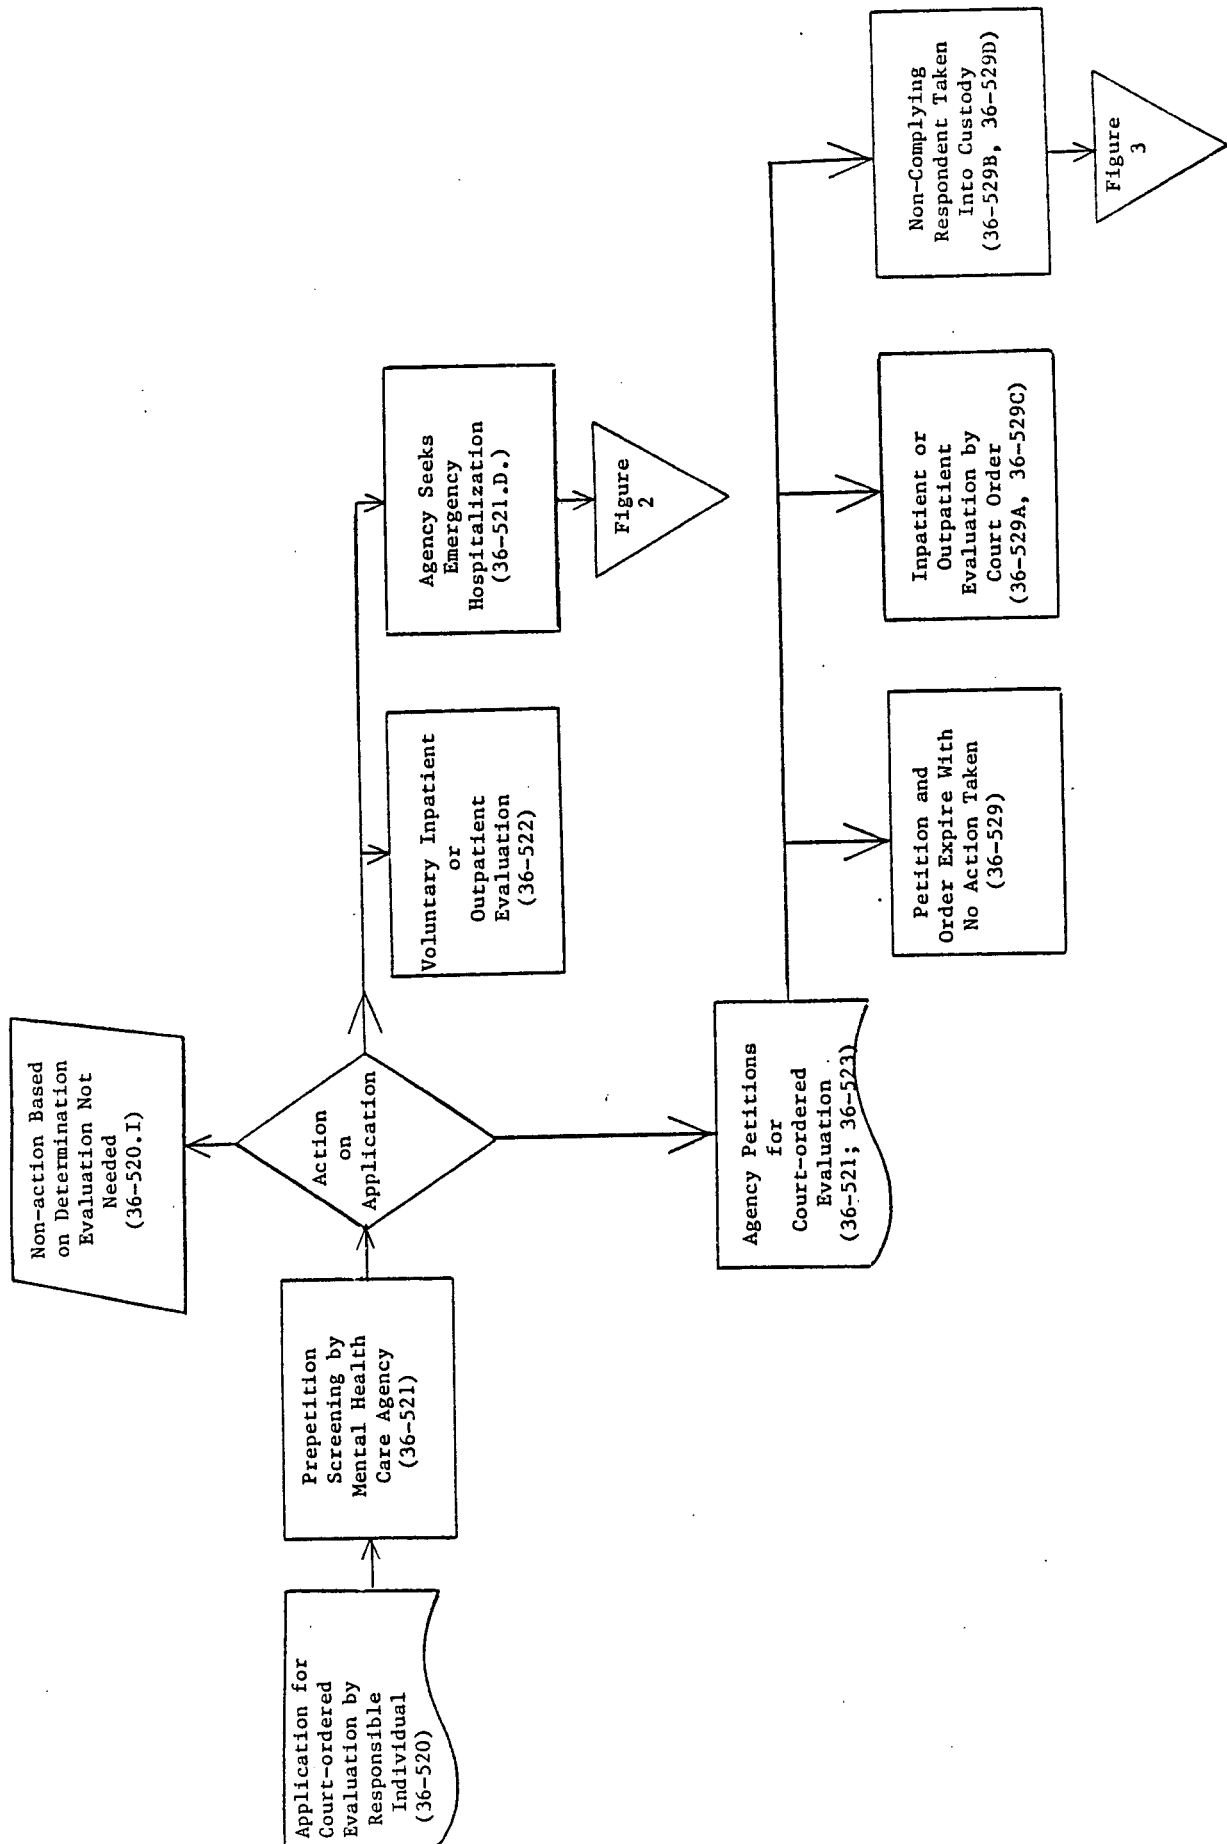 Application for
Court-ordered
Evaluation by
Responsible
Individual
(36-520)
Prepetition
Screening by
Mental Health
Care Agency
(36-521)
Non-action Based
on Determination
Evaluation Not
Needed
(36-520.I)
Action
on
Application
Voluntary Inpatient
or
Outpatient
Evaluation
(36-522)
Agency Seeks
Emergency
Hospitalization
(36-521.D.)
Figure
2
Agency Petitions
for
Court-ordered
Evaluation
(36-521; 36-523)
Petition and
Order Expire With
No Action Taken
(36-529)
Inpatient or
Outpatient
Evaluation by
Court Order
(36-529A, 36-529C)
Non-Complying
Respondent Taken
Into Custody
(36-529B, 36-529D)
Figure
3